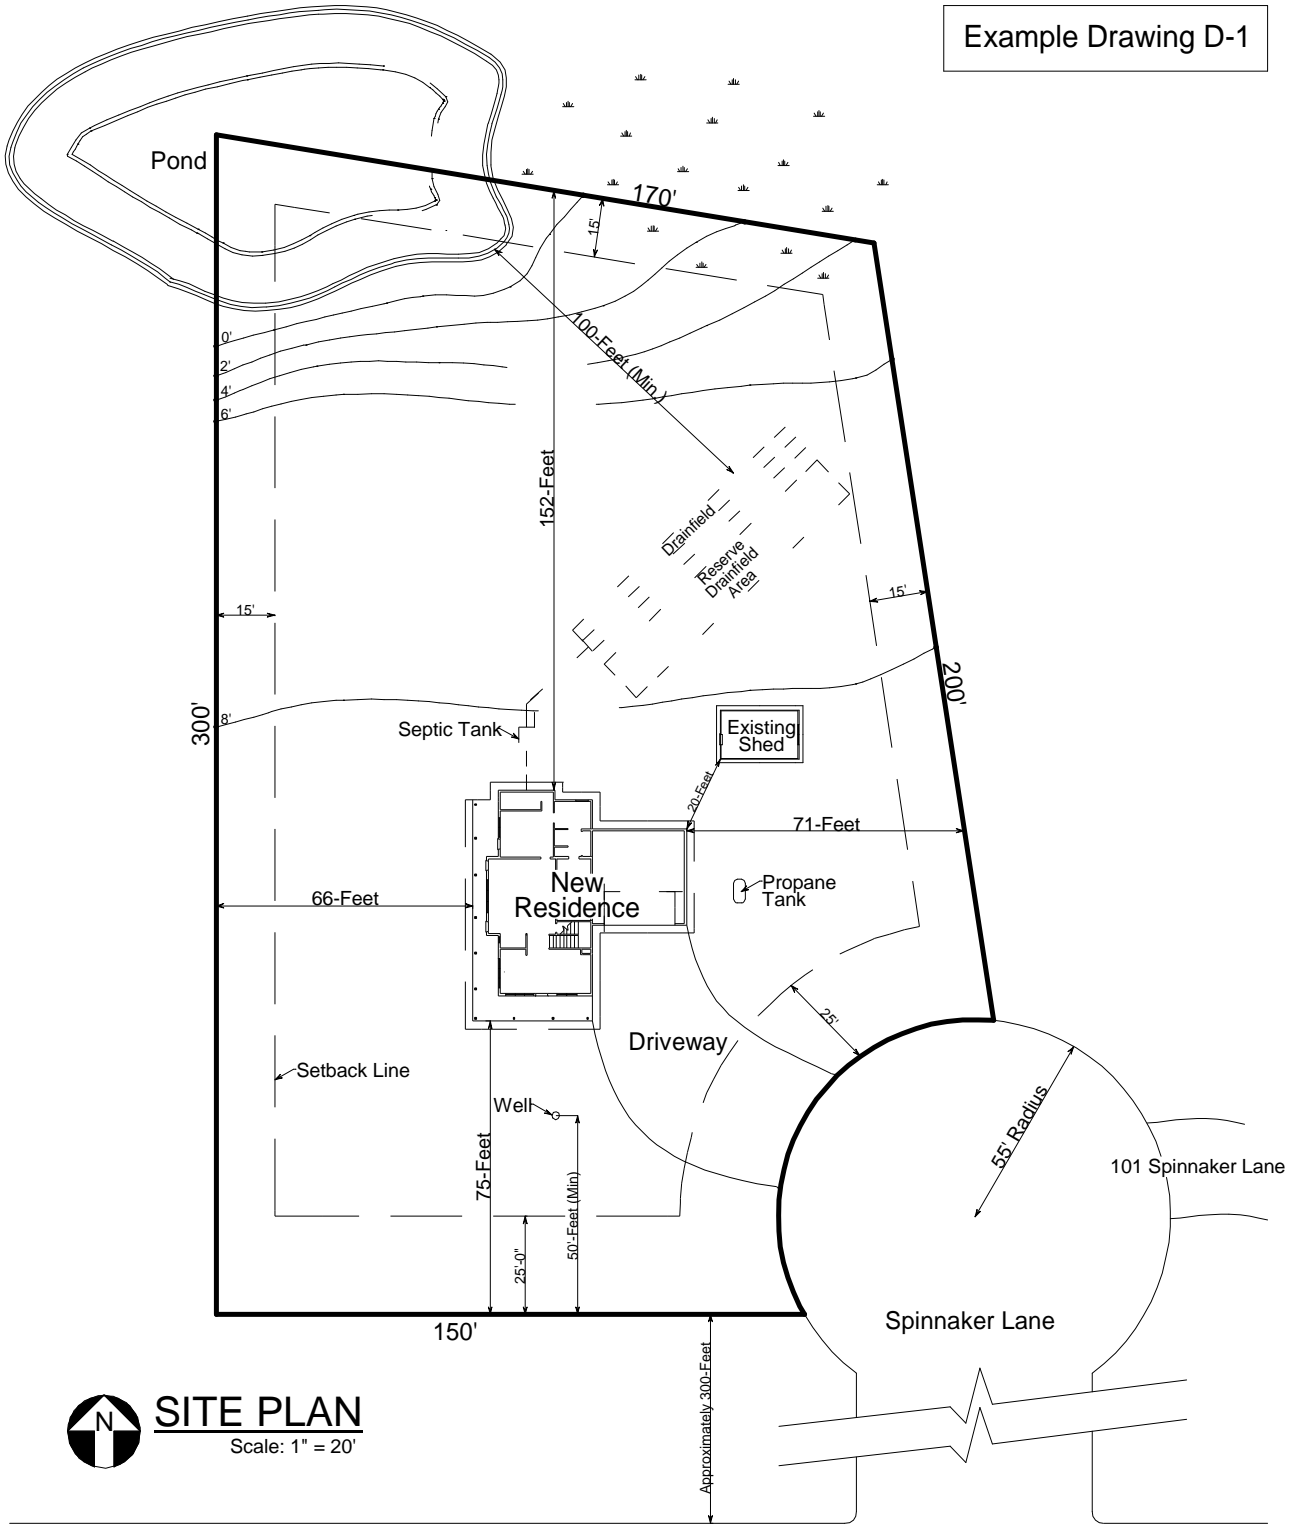 Example Drawing D-1
Pond
170'
15'
0'
2'
4'
6'
100-Feet (Min.)
152-Feet
Drainfield
Reserve
Drainfield
Area
15'
15'
200'
300'
8'
Septic Tank
Existing
Shed
20-Feet
71-Feet
66-Feet
New
Residence
Propane
Tank
25'
Driveway
Setback Line
Well
55' Radius
75-Feet
50'-Feet (Min)
25'-0"
101 Spinnaker Lane
Spinnaker Lane
150'
Approximately 300-Feet
N
SITE PLAN
Scale: 1" = 20'